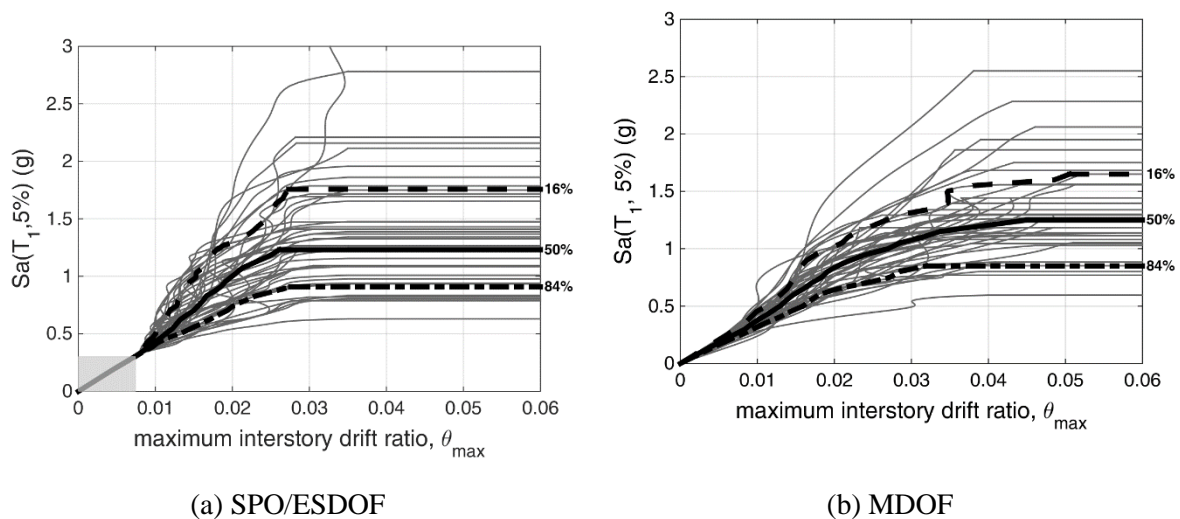 3
2.5
2
1.5
1
0.5
0
Sa(T1,5%) (g)
16%
50%
84%
0 0.01 0.02 0.03 0.04 0.05 0.06
maximum interstory drift ratio, θmax
(a) SPO/ESDOF
3
2.5
2
1.5
1
0.5
0
Sa(T1, 5%) (g)
16%
50%
84%
0 0.01 0.02 0.03 0.04 0.05 0.06
maximum interstory drift ratio, θmax
(b) MDOF